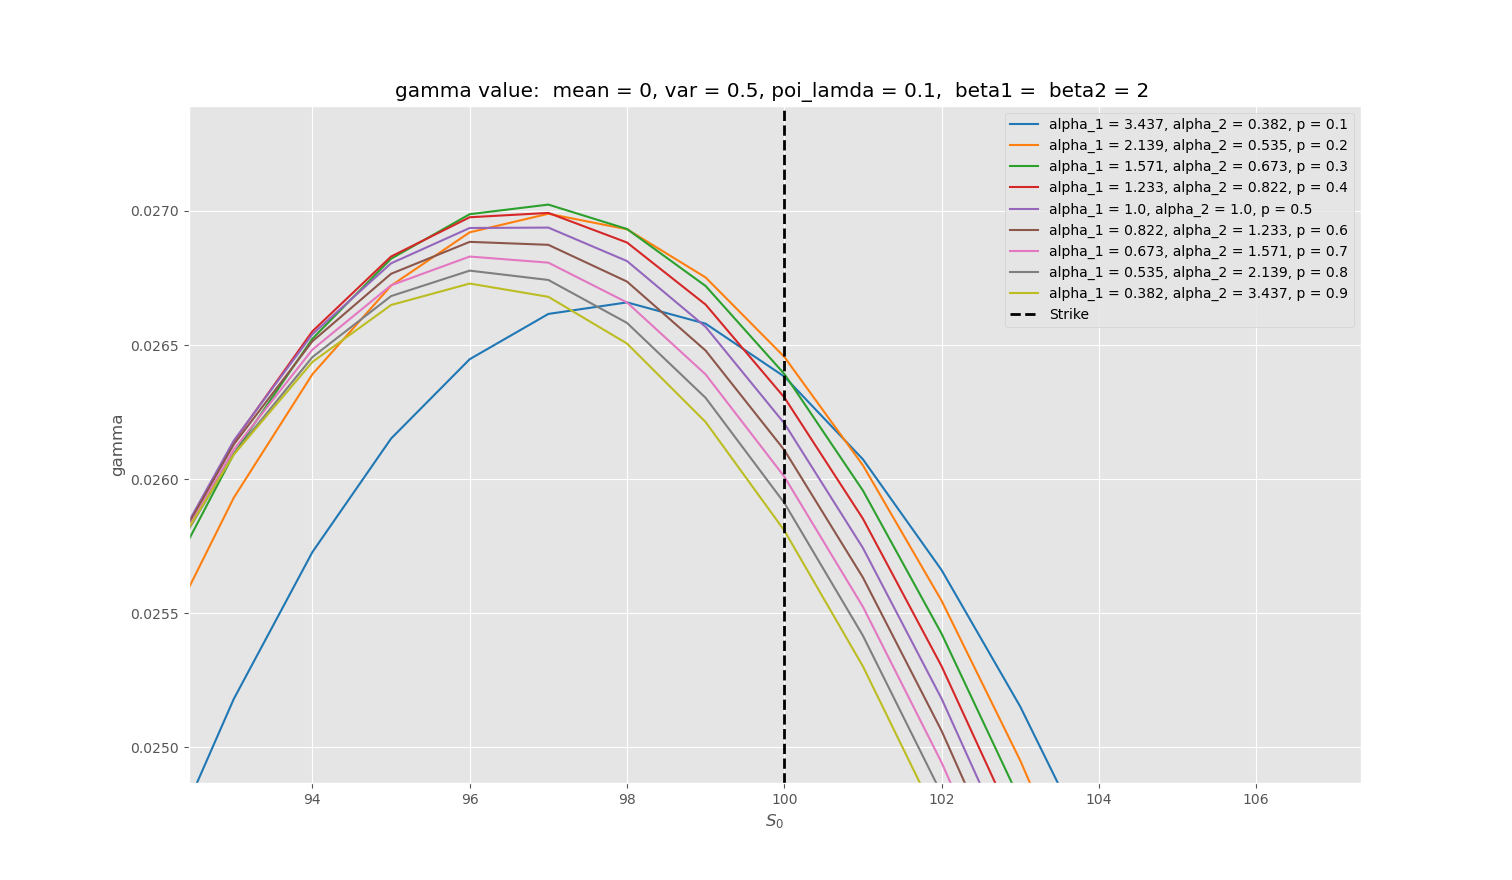 gamma value:  mean = 0, var = 0.5, poi_lamda = 0.1,  beta1 =  beta2 = 2
alpha_1 = 3.437, alpha_2 = 0.382, p = 0.1
alpha_1 = 2.139, alpha_2 = 0.535, p = 0.2
alpha_1 = 1.571, alpha_2 = 0.673, p = 0.3
alpha_1 = 1.233, alpha_2 = 0.822, p = 0.4
alpha_1 = 1.0, alpha_2 = 1.0, p = 0.5
alpha_1 = 0.822, alpha_2 = 1.233, p = 0.6
alpha_1 = 0.673, alpha_2 = 1.571, p = 0.7
alpha_1 = 0.535, alpha_2 = 2.139, p = 0.8
alpha_1 = 0.382, alpha_2 = 3.437, p = 0.9
Strike
gamma
0.0270
0.0265
0.0260
0.0255
0.0250
94 96 98 100 102 104 106
S₀